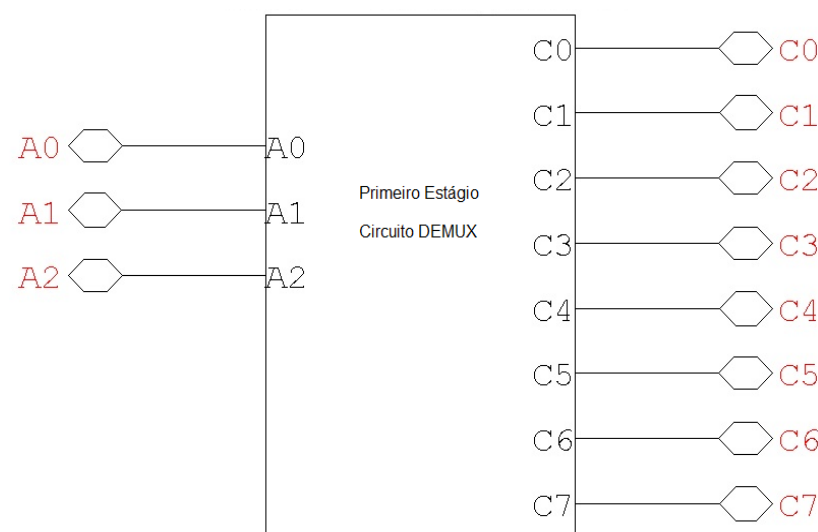 A0 A0
A1 A1
A2 A2
Primeiro Estágio
Circuito DEMUX
C0 C0
C1 C1
C2 C2
C3 C3
C4 C4
C5 C5
C6 C6
C7 C7